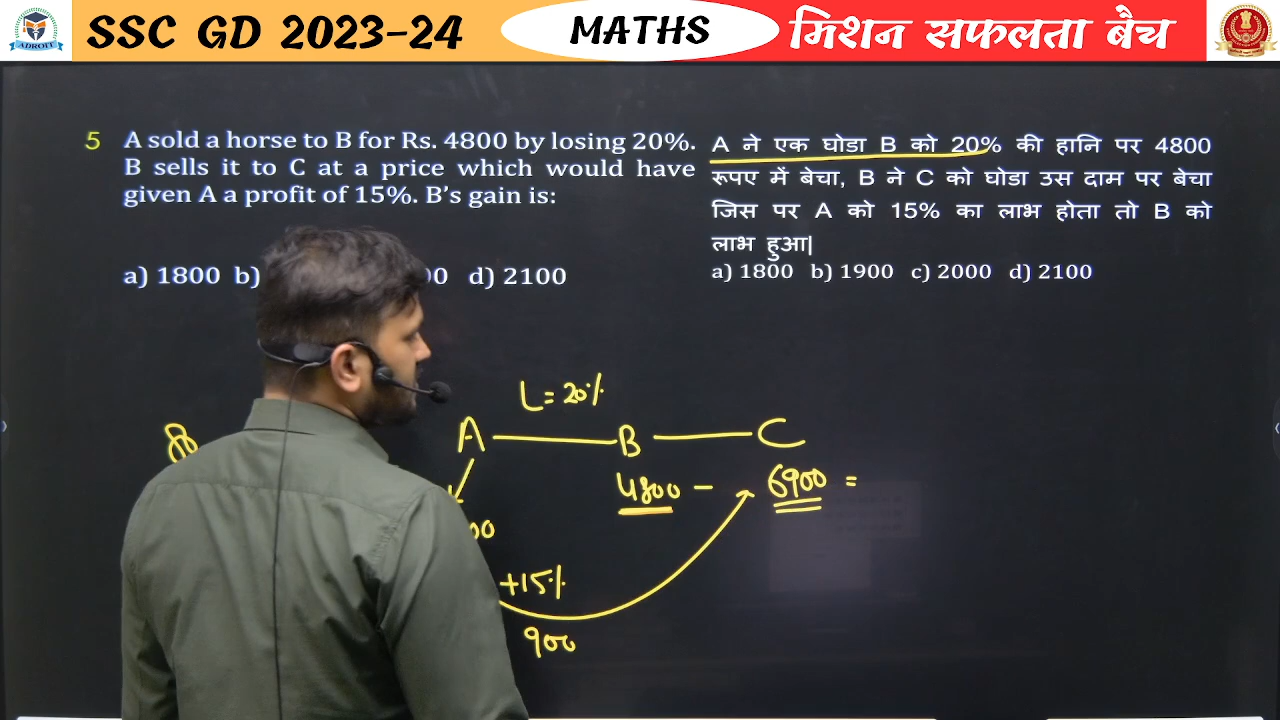 SSC GD 2023-24
MATHS
मिशन सफलता बैच
ADROIT
5 A sold a horse to B for Rs. 4800 by losing 20%.
B sells it to C at a price which would have
given A a profit of 15%. B's gain is:
a) 1800 b) 00 d) 2100
A ने एक घोडा B को 20% की हानि पर 4800
रूपए में बेचा, B ने C को घोडा उस दाम पर बेचा
जिस पर A को 15% का लाभ होता तो B को
लाभ हुआ|
a) 1800 b) 1900 c) 2000 d) 2100
L = 20%
A B C
4800 - 6900 =
00
+15%
900